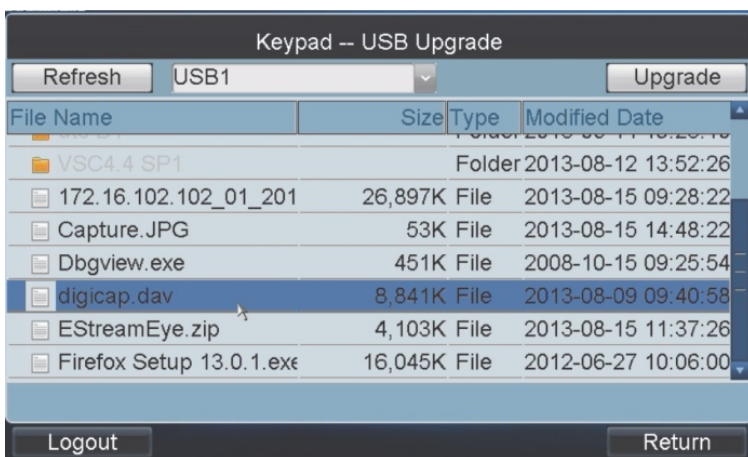 Keypad -- USB Upgrade
Refresh USB1 Upgrade
File Name Size Type Modified Date
VSC4.4 SP1 Folder 2013-08-12 13:52:26
172.16.102.102_01_201 26,897K File 2013-08-15 09:28:22
Capture.JPG 53K File 2013-08-15 14:48:22
Dbgview.exe 451K File 2008-10-15 09:25:54
digicap.dav 8,841K File 2013-08-09 09:40:58
EStreamEye.zip 4,103K File 2013-08-15 11:37:26
Firefox Setup 13.0.1.exe 16,045K File 2012-06-27 10:06:00
Logout Return